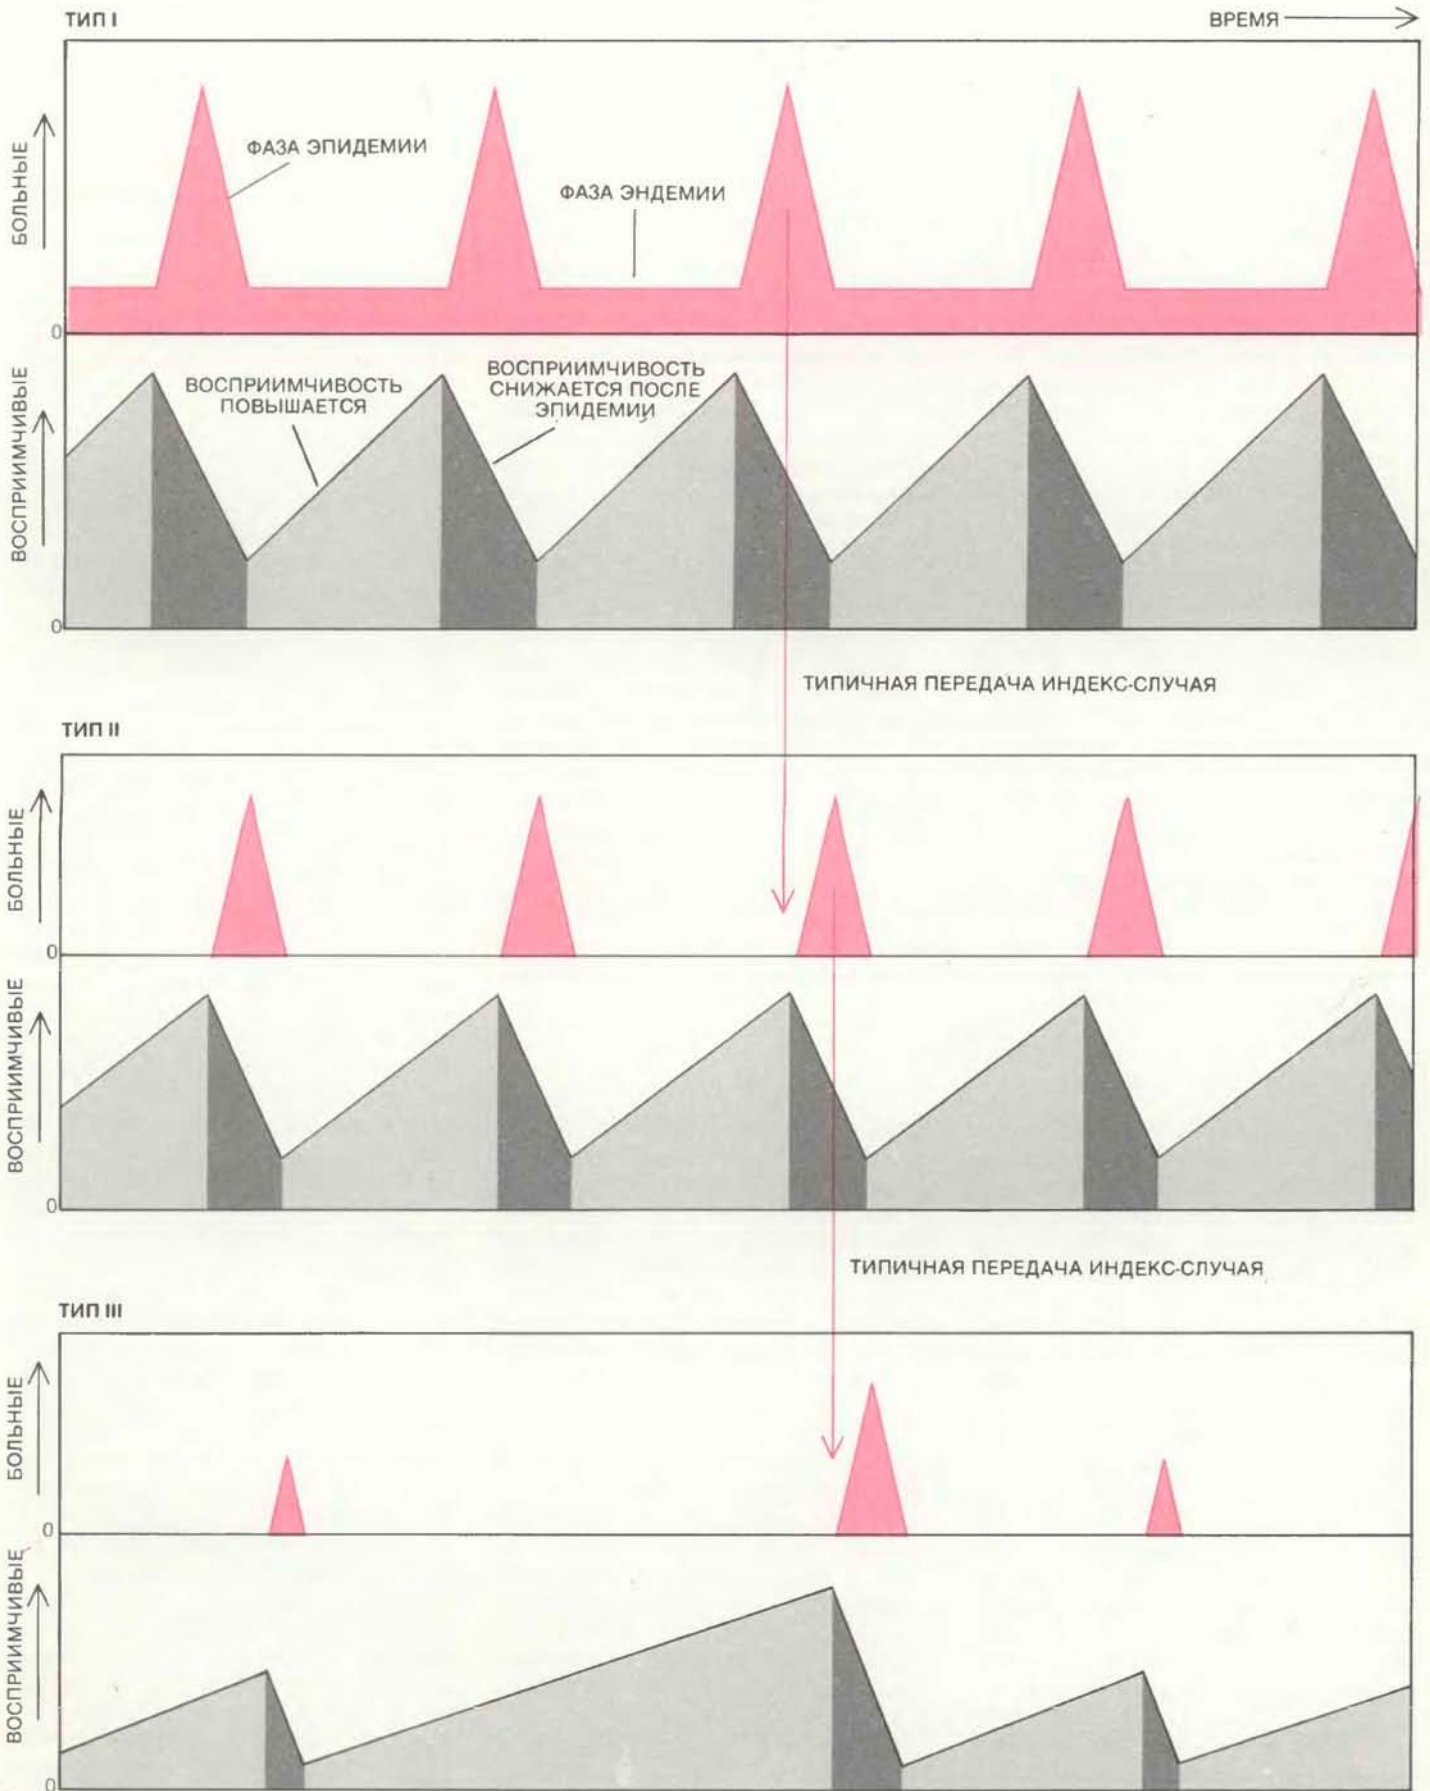 ТИП I
ВРЕМЯ
БОЛЬНЫЕ
ФАЗА ЭПИДЕМИИ
ФАЗА ЭНДЕМИИ
0
ВОСПРИИМЧИВЫЕ
ВОСПРИИМЧИВОСТЬ
ПОВЫШАЕТСЯ
ВОСПРИИМЧИВОСТЬ
СНИЖАЕТСЯ ПОСЛЕ
ЭПИДЕМИИ
0
ТИПИЧНАЯ ПЕРЕДАЧА ИНДЕКС-СЛУЧАЯ
ТИП II
БОЛЬНЫЕ
0
ВОСПРИИМЧИВЫЕ
0
ТИПИЧНАЯ ПЕРЕДАЧА ИНДЕКС-СЛУЧАЯ
ТИП III
БОЛЬНЫЕ
0
ВОСПРИИМЧИВЫЕ
0